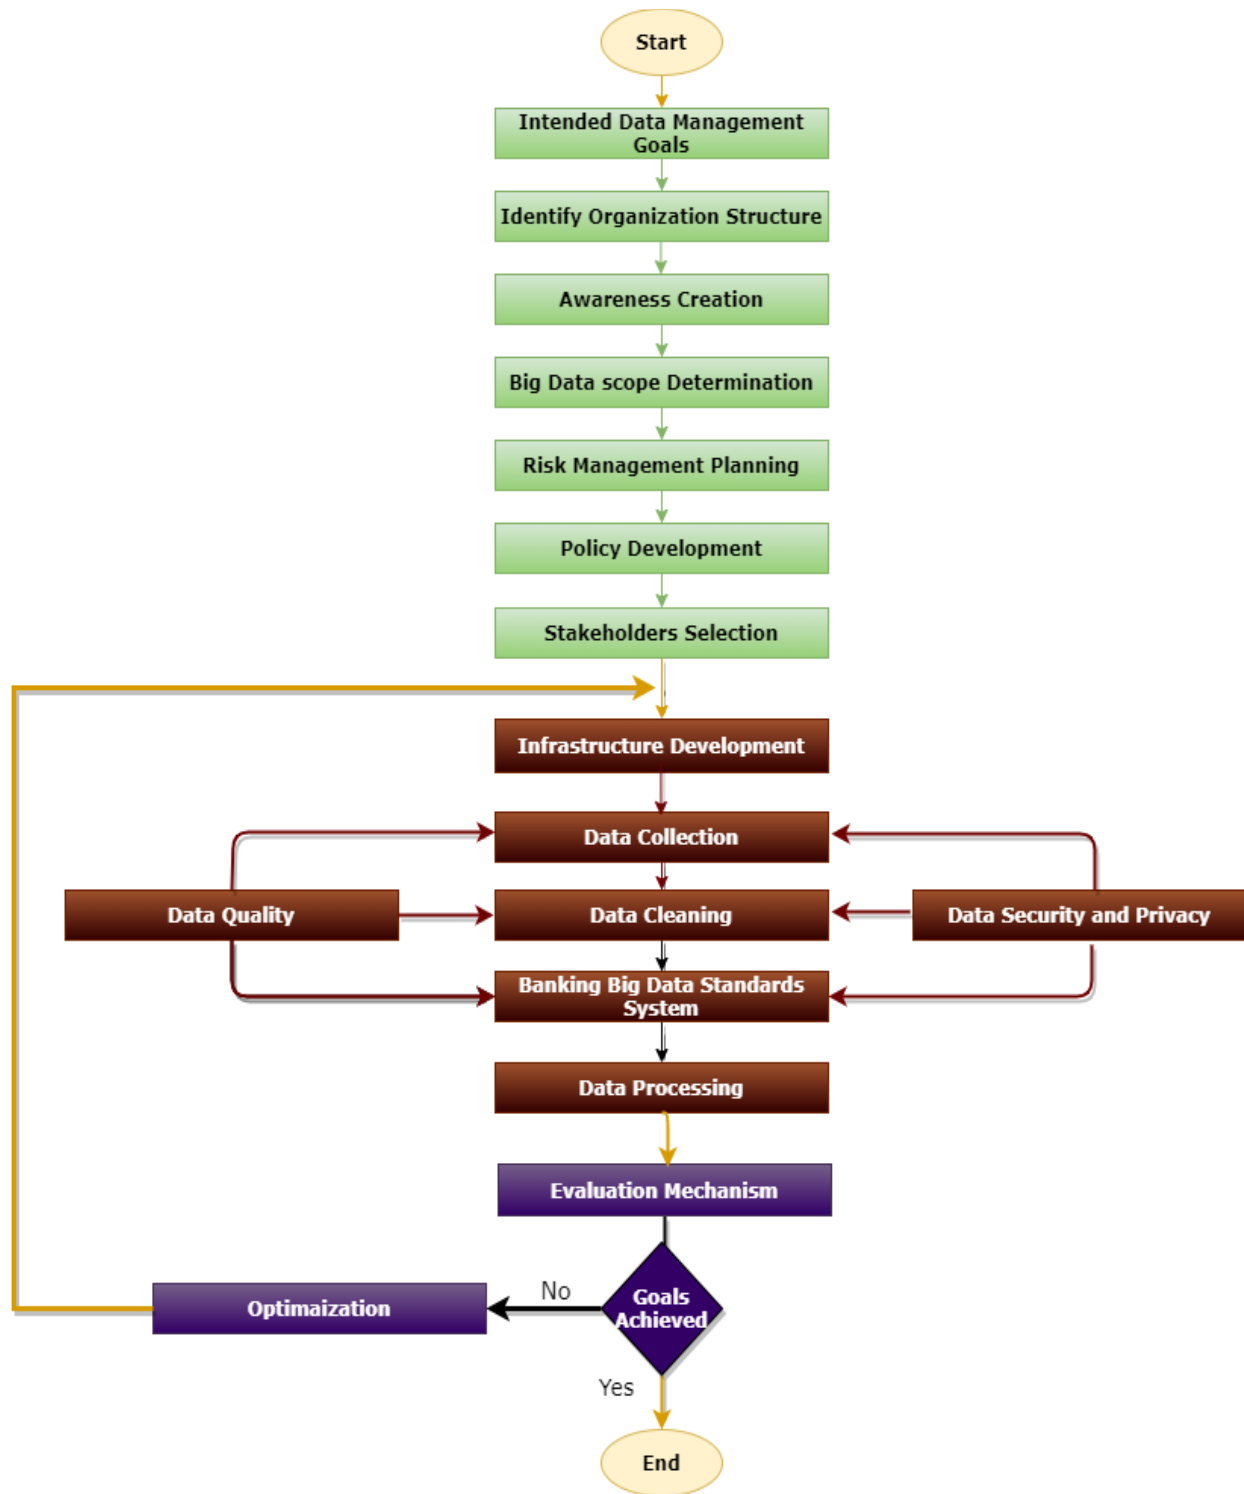 Start
Intended Data Management
Goals
Identify Organization Structure
Awareness Creation
Big Data scope Determination
Risk Management Planning
Policy Development
Stakeholders Selection
Infrastructure Development
Data Collection
Data Quality
Data Cleaning
Data Security and Privacy
Banking Big Data Standards
System
Data Processing
Evaluation Mechanism
Optimaization
No
Goals
Achieved
Yes
End